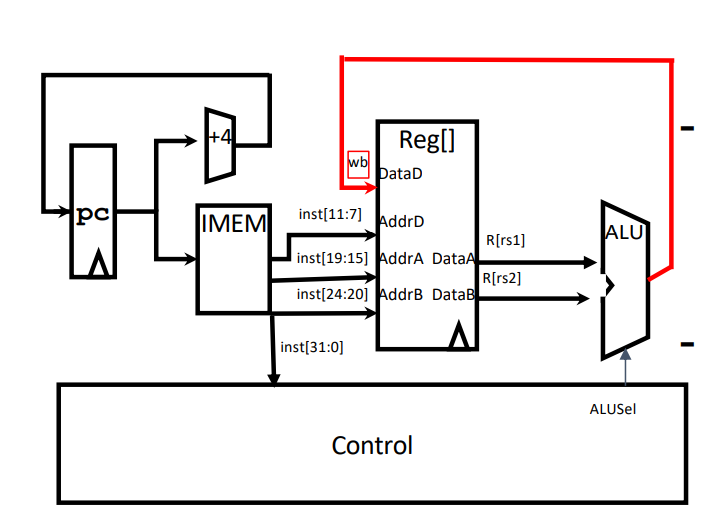 +4
pc
IMEM
Reg[]
wb
DataD
inst[11:7]
AddrD
inst[19:15]
AddrA DataA
inst[24:20]
AddrB DataB
inst[31:0]
R[rs1]
R[rs2]
ALU
ALUSel
Control